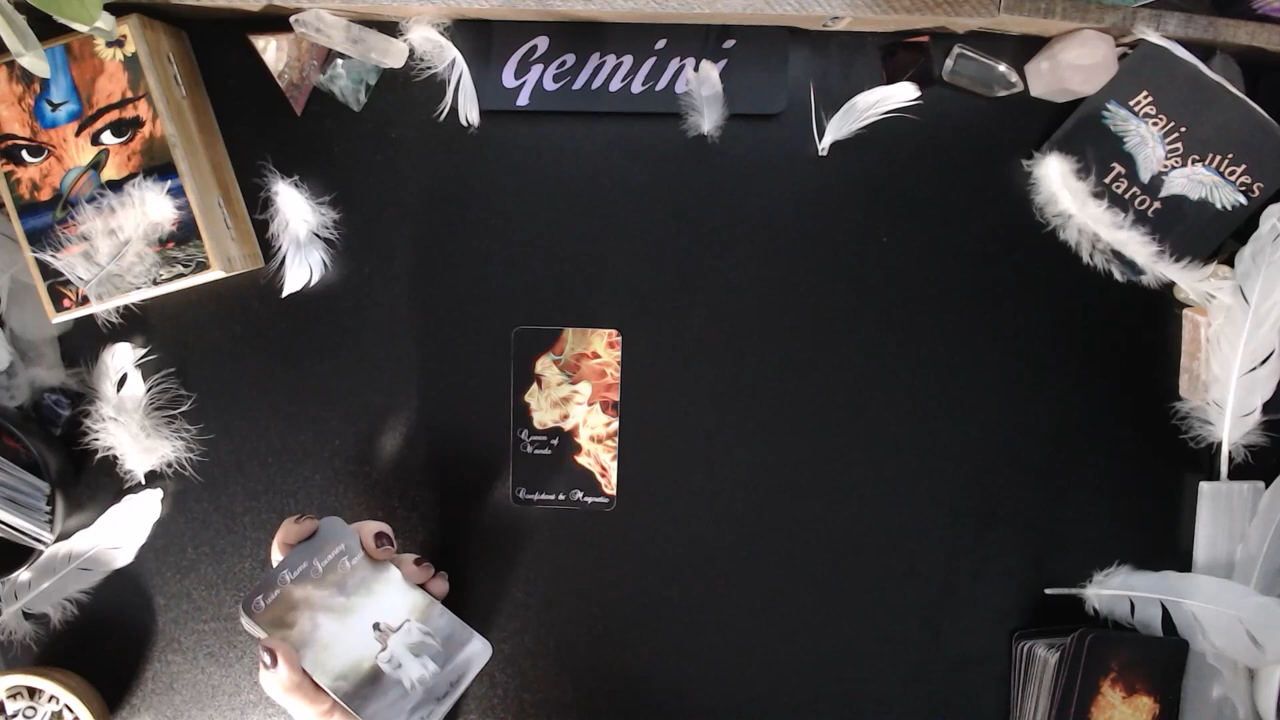 Gemini
Healing Guides
Tarot
Queen of
Wands
Confident & Magnetic
Twin Flame Journey
Tarot